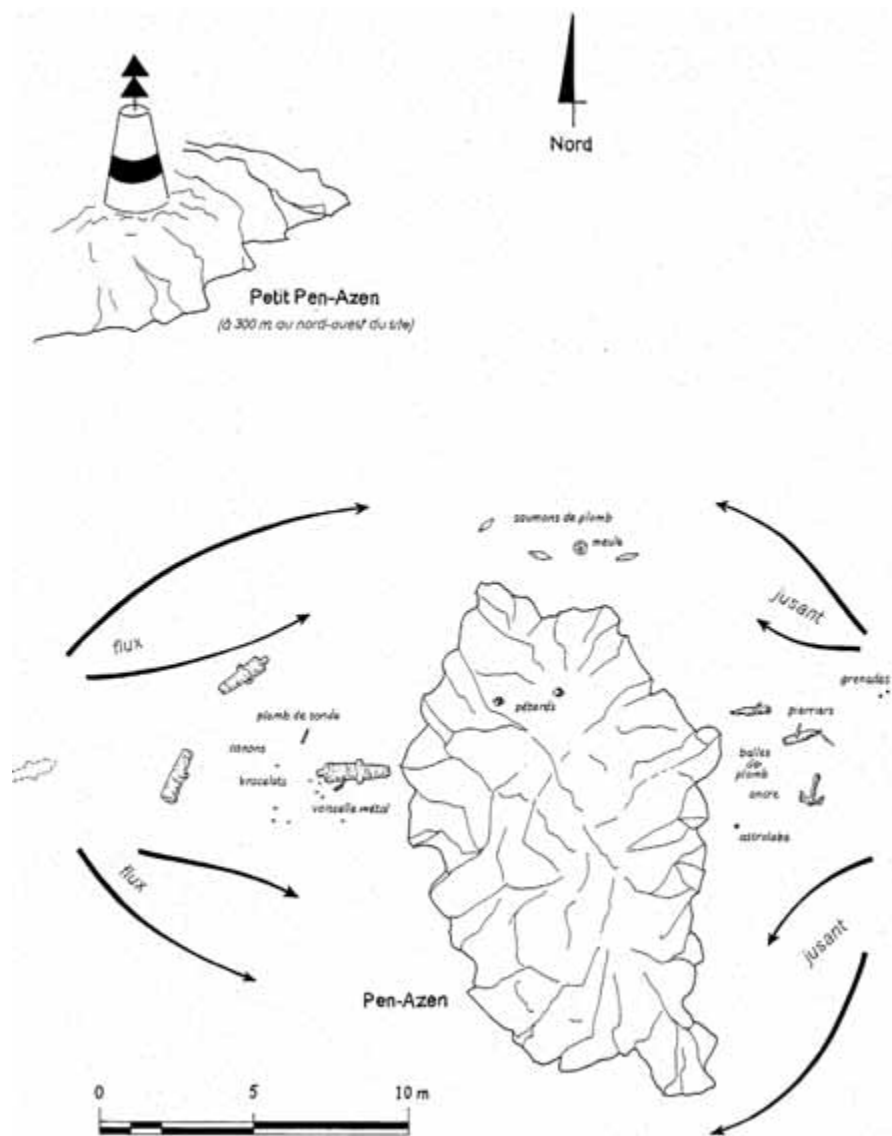 Nord
Petit Pen-Azen
(à 300 m au nord-ouest du site)
saumons de plomb
meule
flux
jusant
grenades
pétards
pierriers
plomb de sonde
canons
balles
de
plomb
bracelets
ancre
vaisselle métal
astrolabe
flux
jusant
Pen-Azen
0 5 10 m